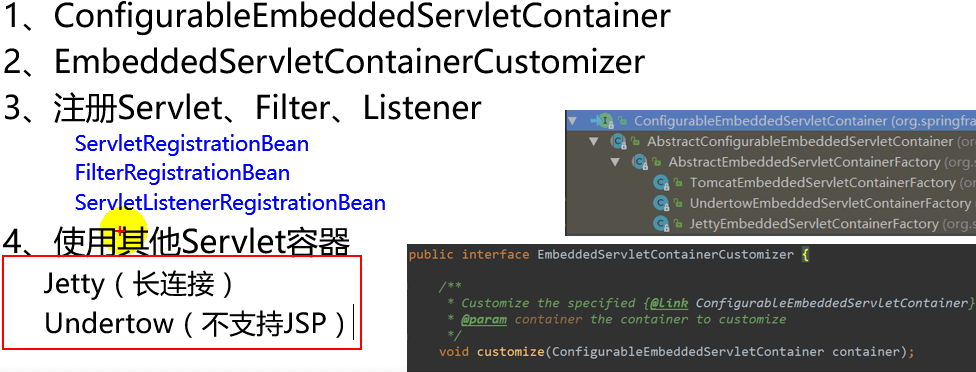 1、ConfigurableEmbeddedServletContainer
2、EmbeddedServletContainerCustomizer
3、注册Servlet、Filter、Listener
ServletRegistrationBean
FilterRegistrationBean
ServletListenerRegistrationBean
4、使用其他Servlet容器
Jetty（长连接）
Undertow（不支持JSP）
ConfigurableEmbeddedServletContainer (org.springfra
AbstractConfigurableEmbeddedServletContainer (
AbstractEmbeddedServletContainerFactory (org.s
TomcatEmbeddedServletContainerFactory (org
UndertowEmbeddedServletContainerFactory (
JettyEmbeddedServletContainerFactory (org.s
public interface EmbeddedServletContainerCustomizer {
/**
* Customize the specified {@link ConfigurableEmbeddedServletContainer}
* @param container the container to customize
*/
void customize(ConfigurableEmbeddedServletContainer container);